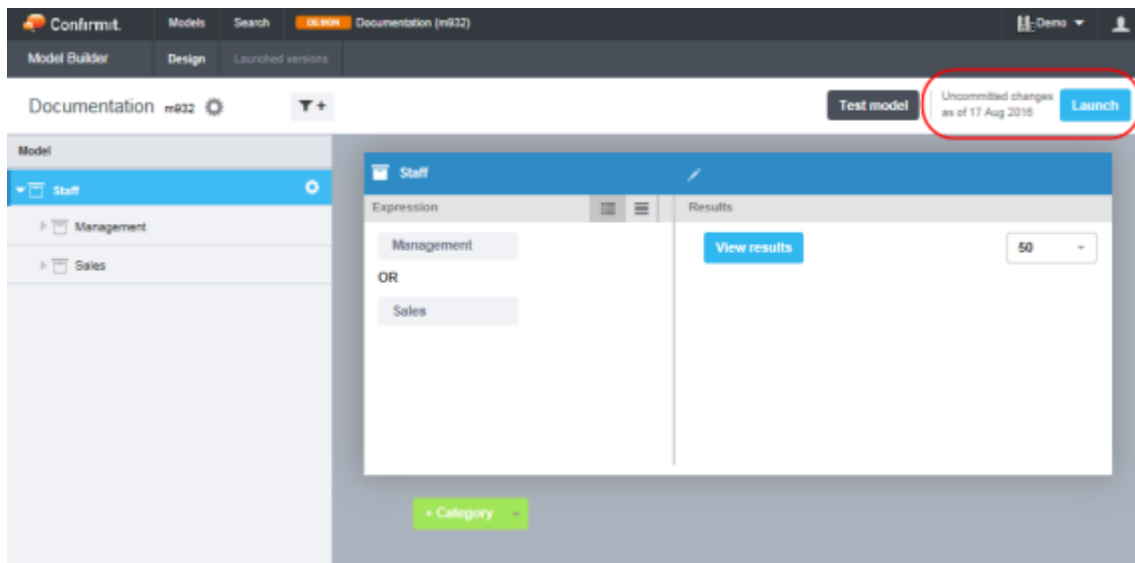 Confirmit. Models Search DESIGN Documentation (m932) Demo
Model Builder Design Launched versions
Documentation m932 + Test model Uncommitted changes
as of 17 Aug 2016 Launch
Model
Staff
Management
Sales
Staff
Expression Results
Management
OR
Sales
View results 50
+ Category